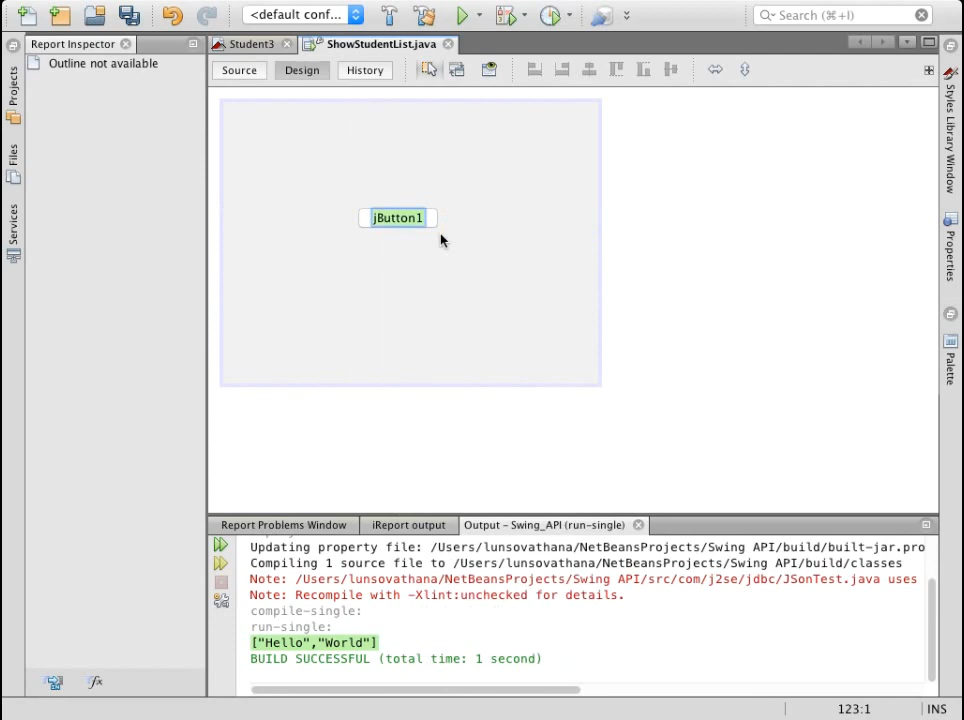 <default conf...
Search (⌘+I)
Report Inspector
Student3
ShowStudentList.java
Outline not available
Source
Design
History
Projects
Files
Services
jButton1
Styles Library Window
Properties
Palette
Report Problems Window
iReport output
Output – Swing_API (run-single)
Updating property file: /Users/lunsovathana/NetBeansProjects/Swing API/build/built-jar.pro
Compiling 1 source file to /Users/lunsovathana/NetBeansProjects/Swing API/build/classes
Note: /Users/lunsovathana/NetBeansProjects/Swing API/src/com/j2se/jdbc/JSonTest.java uses
Note: Recompile with -Xlint:unchecked for details.
compile-single:
run-single:
["Hello","World"]
BUILD SUCCESSFUL (total time: 1 second)
fx
123:1
INS